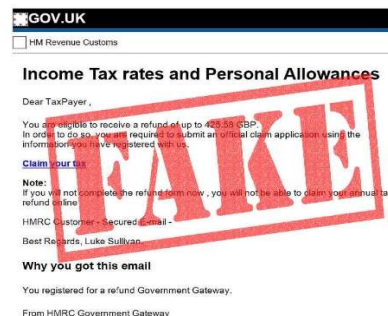 GOV.UK
HM Revenue Customs
Income Tax rates and Personal Allowances
Dear TaxPayer ,
You are eligible to receive a refund of up to 425.58 GBP.
In order to do so, you are required to submit an official claim application using the
information you have registered with us.
Claim your tax
Note:
If you will not complete the refund form now , you will not be able to claim your annual ta
refund online
HMRC Customer - Secured E-mail -
Best Regards, Luke Sullivan.
Why you got this email
You registered for a refund Government Gateway.
From HMRC Government Gateway
FAKE